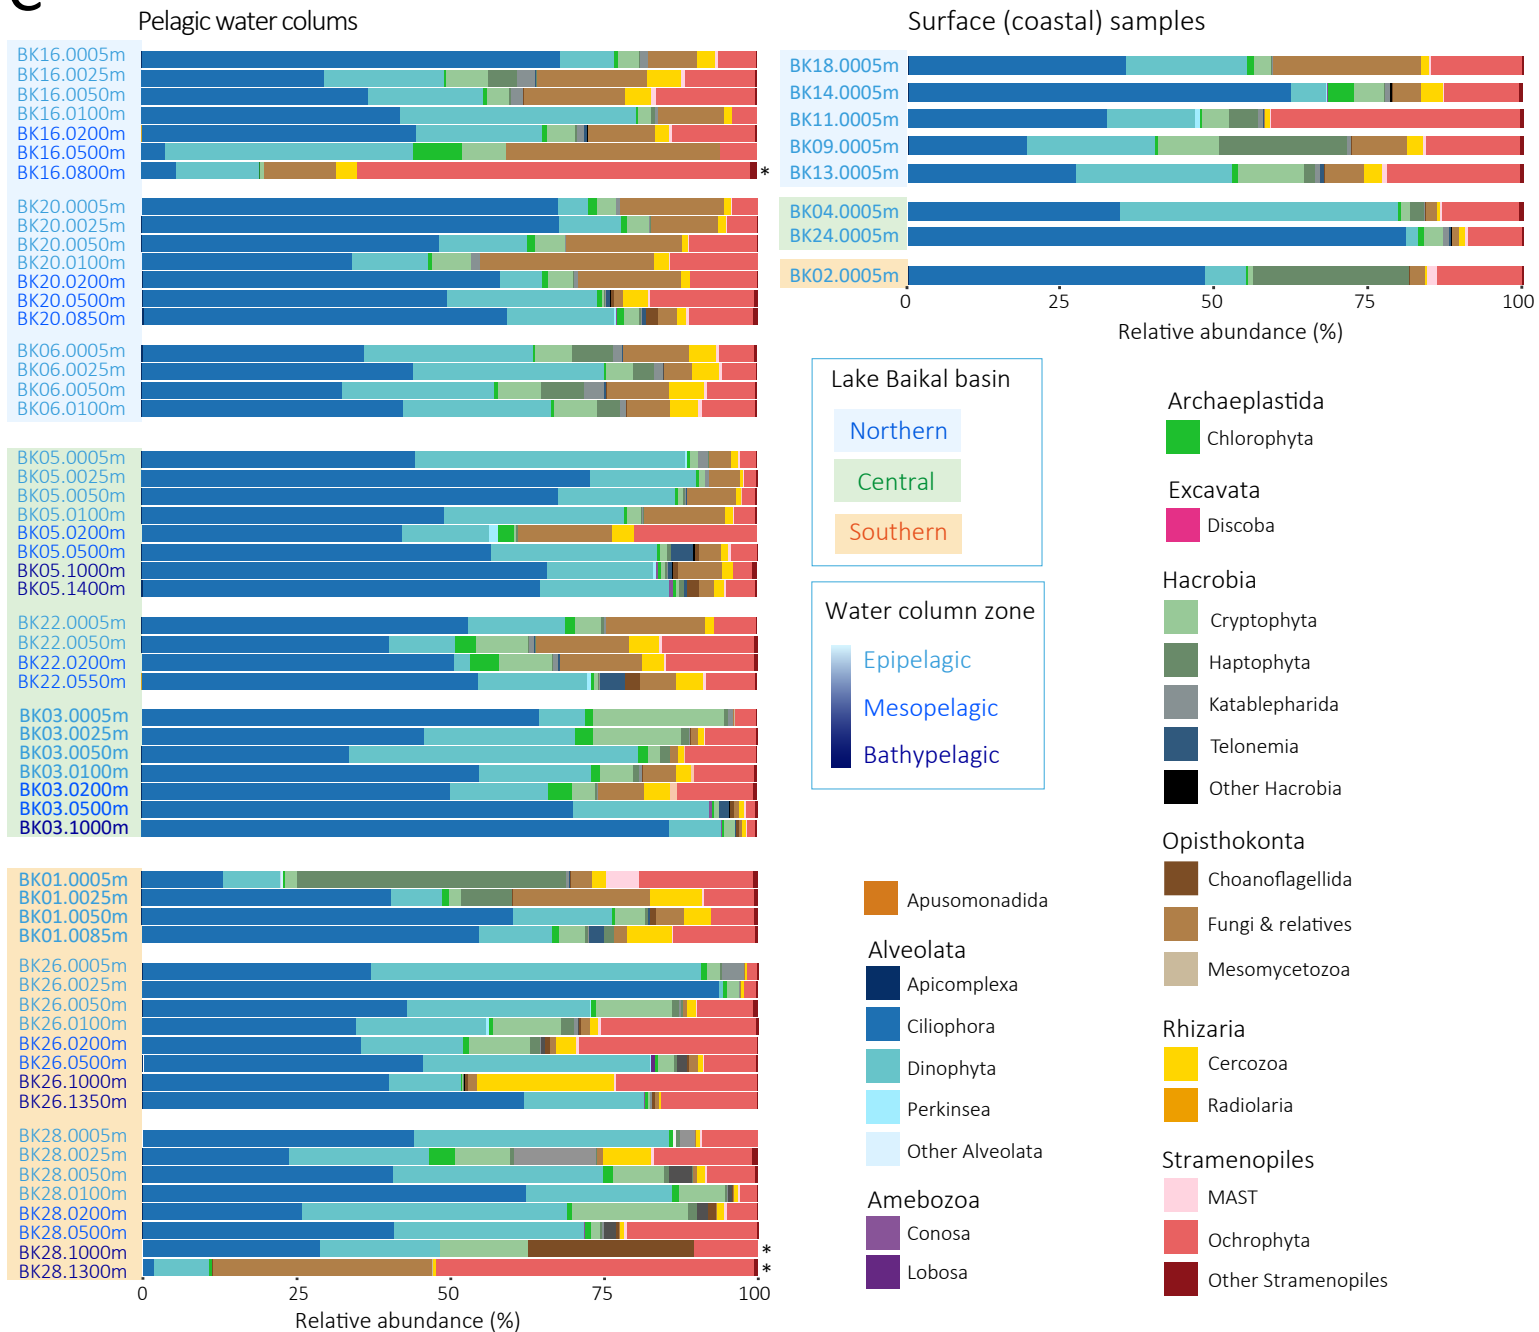 C
Pelagic water colums
BK16.0005m
BK16.0025m
BK16.0050m
BK16.0100m
BK16.0200m
BK16.0500m
BK16.0800m
*
BK20.0005m
BK20.0025m
BK20.0050m
BK20.0100m
BK20.0200m
BK20.0500m
BK20.0850m
BK06.0005m
BK06.0025m
BK06.0050m
BK06.0100m
BK05.0005m
BK05.0025m
BK05.0050m
BK05.0100m
BK05.0200m
BK05.0500m
BK05.1000m
BK05.1400m
BK22.0005m
BK22.0050m
BK22.0200m
BK22.0550m
BK03.0005m
BK03.0025m
BK03.0050m
BK03.0100m
BK03.0200m
BK03.0500m
BK03.1000m
BK01.0005m
BK01.0025m
BK01.0050m
BK01.0085m
BK26.0005m
BK26.0025m
BK26.0050m
BK26.0100m
BK26.0200m
BK26.0500m
BK26.1000m
BK26.1350m
BK28.0005m
BK28.0025m
BK28.0050m
BK28.0100m
BK28.0200m
BK28.0500m
BK28.1000m
*
BK28.1300m
*
0 25 50 75 100
Relative abundance (%)
Surface (coastal) samples
BK18.0005m
BK14.0005m
BK11.0005m
BK09.0005m
BK13.0005m
BK04.0005m
BK24.0005m
BK02.0005m
0 25 50 75 100
Relative abundance (%)
Lake Baikal basin
Northern
Central
Southern
Water column zone
Epipelagic
Mesopelagic
Bathypelagic
Apusomonadida
Alveolata
Apicomplexa
Ciliophora
Dinophyta
Perkinsea
Other Alveolata
Amebozoa
Conosa
Lobosa
Archaeplastida
Chlorophyta
Excavata
Discoba
Hacrobia
Cryptophyta
Haptophyta
Katablepharida
Telonemia
Other Hacrobia
Opisthokonta
Choanoflagellida
Fungi & relatives
Mesomycetozoa
Rhizaria
Cercozoa
Radiolaria
Stramenopiles
MAST
Ochrophyta
Other Stramenopiles